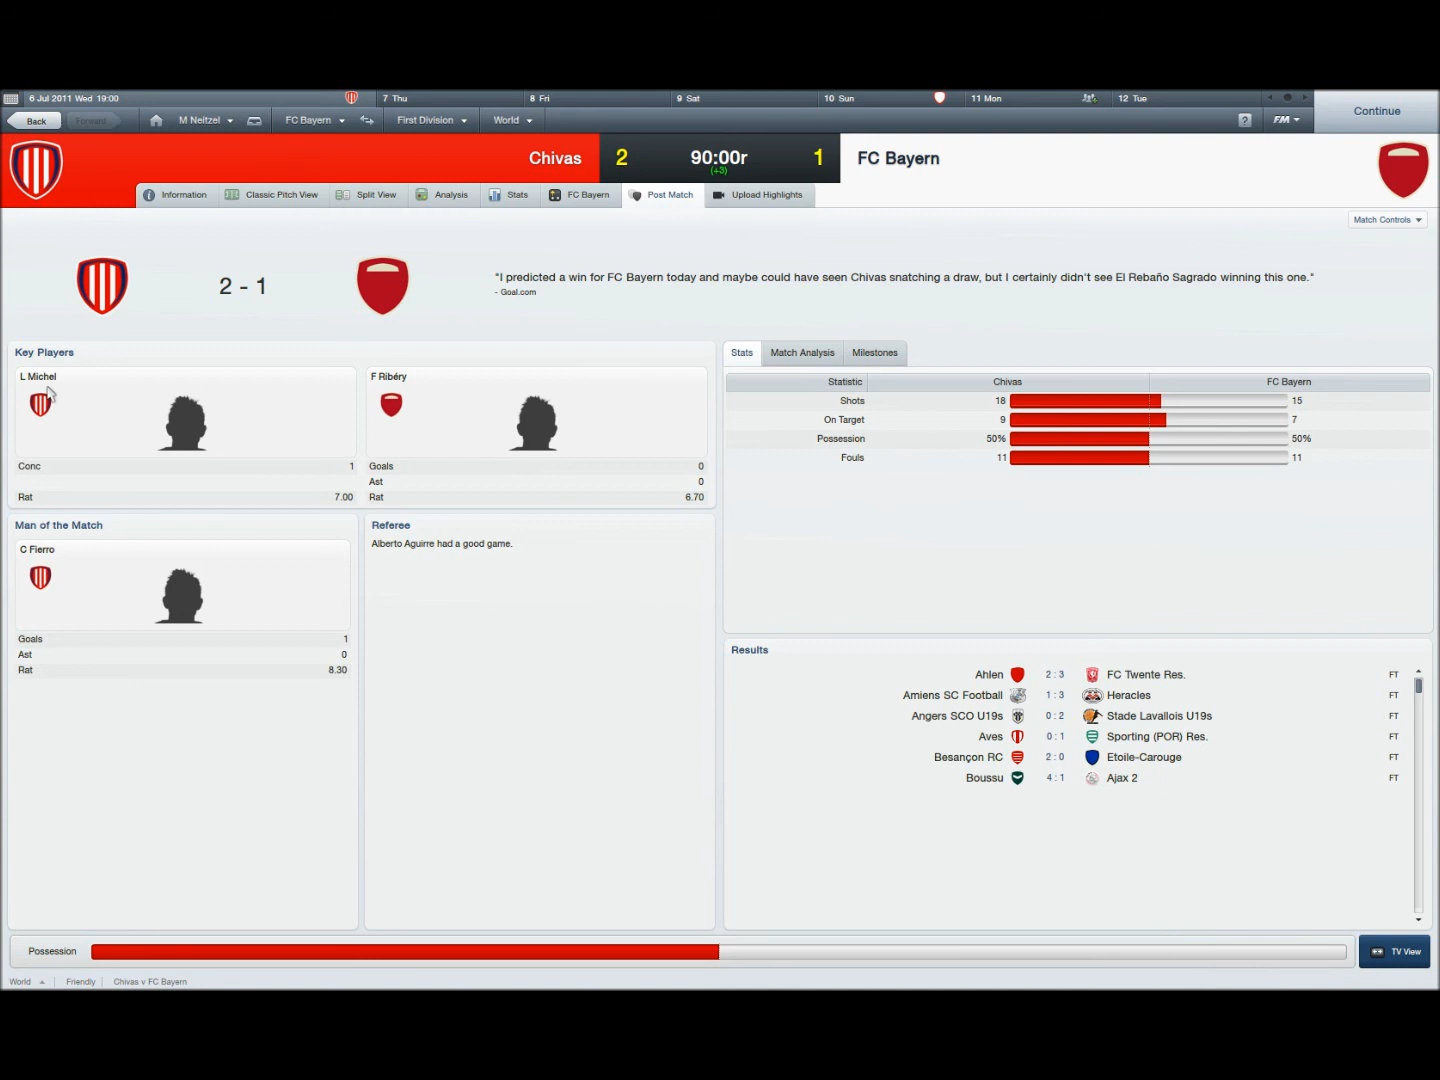 6 Jul 2011 Wed 19:00
7 Thu
8 Fri
9 Sat
10 Sun
11 Mon
12 Tue
Continue
Back
Forward
M Neitzel
FC Bayern
First Division
World
?
FM
Chivas
2
90:00r
(+3)
1
FC Bayern
Information
Classic Pitch View
Split View
Analysis
Stats
FC Bayern
Post Match
Upload Highlights
Match Controls
2 - 1
"I predicted a win for FC Bayern today and maybe could have seen Chivas snatching a draw, but I certainly didn't see El Rebaño Sagrado winning this one."
- Goal.com
Key Players
L Michel
Conc 1
Rat 7.00
F Ribéry
Goals 0
Ast 0
Rat 6.70
Man of the Match
C Fierro
Goals 1
Ast 0
Rat 8.30
Referee
Alberto Aguirre had a good game.
Stats
Match Analysis
Milestones
Statistic Chivas FC Bayern
Shots 18 15
On Target 9 7
Possession 50% 50%
Fouls 11 11
Results
Ahlen 2 : 3 FC Twente Res. FT
Amiens SC Football 1 : 3 Heracles FT
Angers SCO U19s 0 : 2 Stade Lavallois U19s FT
Aves 0 : 1 Sporting (POR) Res. FT
Besançon RC 2 : 0 Etoile-Carouge FT
Boussu 4 : 1 Ajax 2 FT
Possession
TV View
World
Friendly
Chivas v FC Bayern